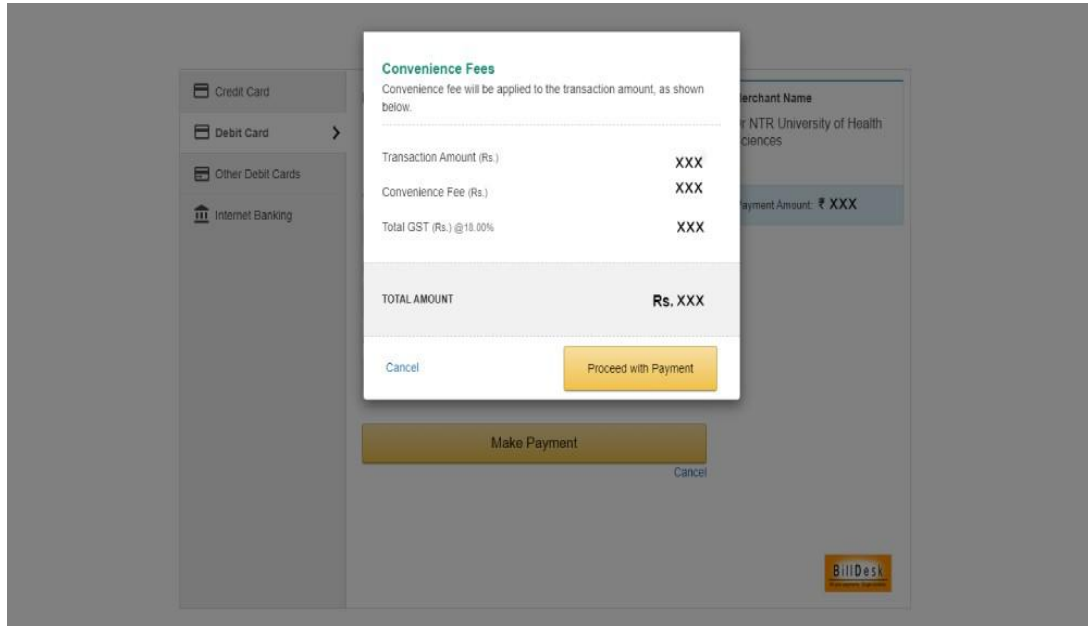 Convenience Fees
Convenience fee will be applied to the transaction amount, as shown
below.
Transaction Amount (Rs.) XXX
Convenience Fee (Rs.) XXX
Total GST (Rs.) @18.00% XXX
TOTAL AMOUNT Rs. XXX
Cancel Proceed with Payment
Credit Card
Debit Card
Other Debit Cards
Internet Banking
erchant Name
r NTR University of Health
ciences
ayment Amount: ₹ XXX
Make Payment
Cancel
BillDesk